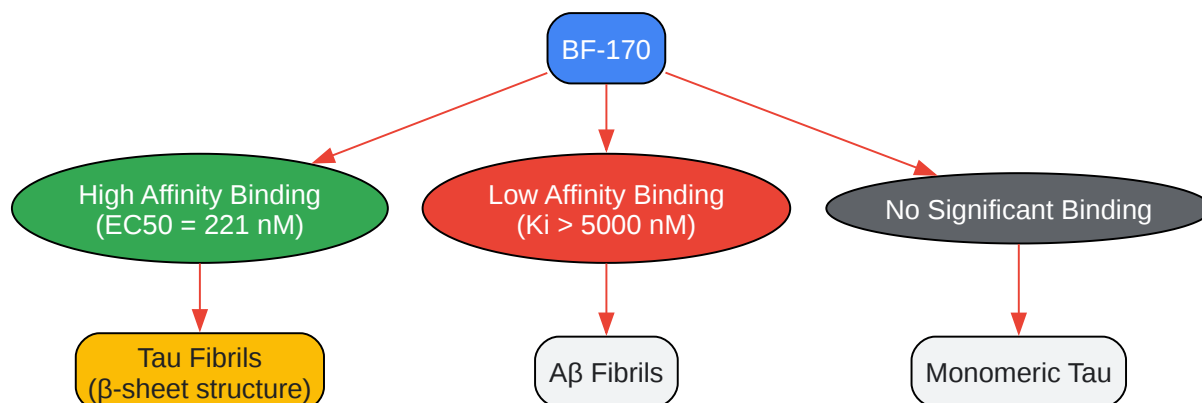 BF-170
High Affinity Binding
(EC50 = 221 nM)
Low Affinity Binding
(Ki > 5000 nM)
No Significant Binding
Tau Fibrils
(β-sheet structure)
Aβ Fibrils
Monomeric Tau